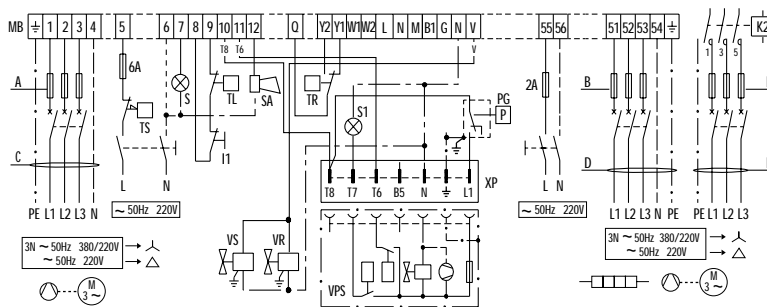 MB ⏚ 1 2 3 4 5 6 7 8 9 10 11 12 Q Y2 Y1 W1 W2 L N M B1 G N V 55 56 51 52 53 54 ⏚
T8 T6 V
1 3 5 K2
6A 2A
A S TL SA TR S1 PG P B
TS
I1
C D
L N L N
T8 T7 T6 B5 N ⏚ L1 XP
PE L1 L2 L3 N
~ 50Hz 220V
~ 50Hz 220V
L1 L2 L3 N PE
PE L1 L2 L3
VS VR VPS
3N ~ 50Hz 380/220V
~ 50Hz 220V
3N ~ 50Hz 380/220V
~ 50Hz 220V
M
3 ~
M
3 ~